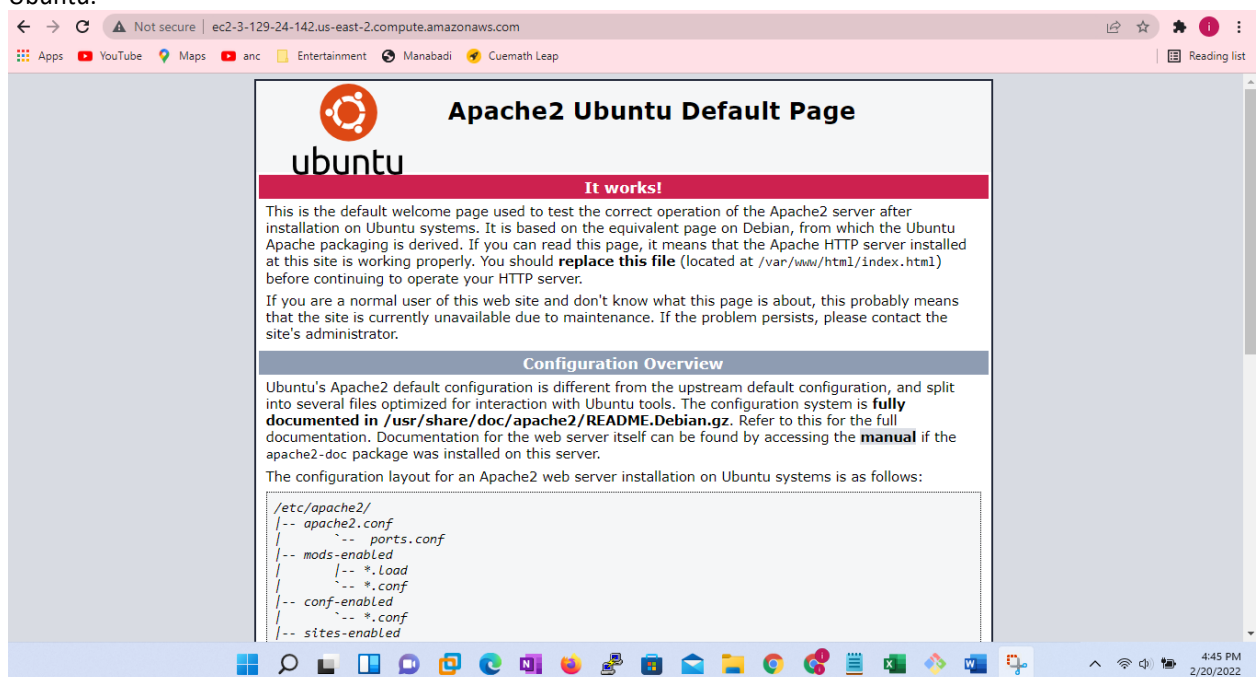 Ubuntu:
Not secure | ec2-3-129-24-142.us-east-2.compute.amazonaws.com
Apps YouTube Maps anc Entertainment Manabadi Cuemath Leap Reading list
Apache2 Ubuntu Default Page
ubuntu
It works!
This is the default welcome page used to test the correct operation of the Apache2 server after
installation on Ubuntu systems. It is based on the equivalent page on Debian, from which the Ubuntu
Apache packaging is derived. If you can read this page, it means that the Apache HTTP server installed
at this site is working properly. You should replace this file (located at /var/www/html/index.html)
before continuing to operate your HTTP server.
If you are a normal user of this web site and don't know what this page is about, this probably means
that the site is currently unavailable due to maintenance. If the problem persists, please contact the
site's administrator.
Configuration Overview
Ubuntu's Apache2 default configuration is different from the upstream default configuration, and split
into several files optimized for interaction with Ubuntu tools. The configuration system is fully
documented in /usr/share/doc/apache2/README.Debian.gz. Refer to this for the full
documentation. Documentation for the web server itself can be found by accessing the manual if the
apache2-doc package was installed on this server.
The configuration layout for an Apache2 web server installation on Ubuntu systems is as follows:
/etc/apache2/
|-- apache2.conf
|       `--  ports.conf
|-- mods-enabled
|       |-- *.load
|       `-- *.conf
|-- conf-enabled
|       `-- *.conf
|-- sites-enabled
4:45 PM
2/20/2022